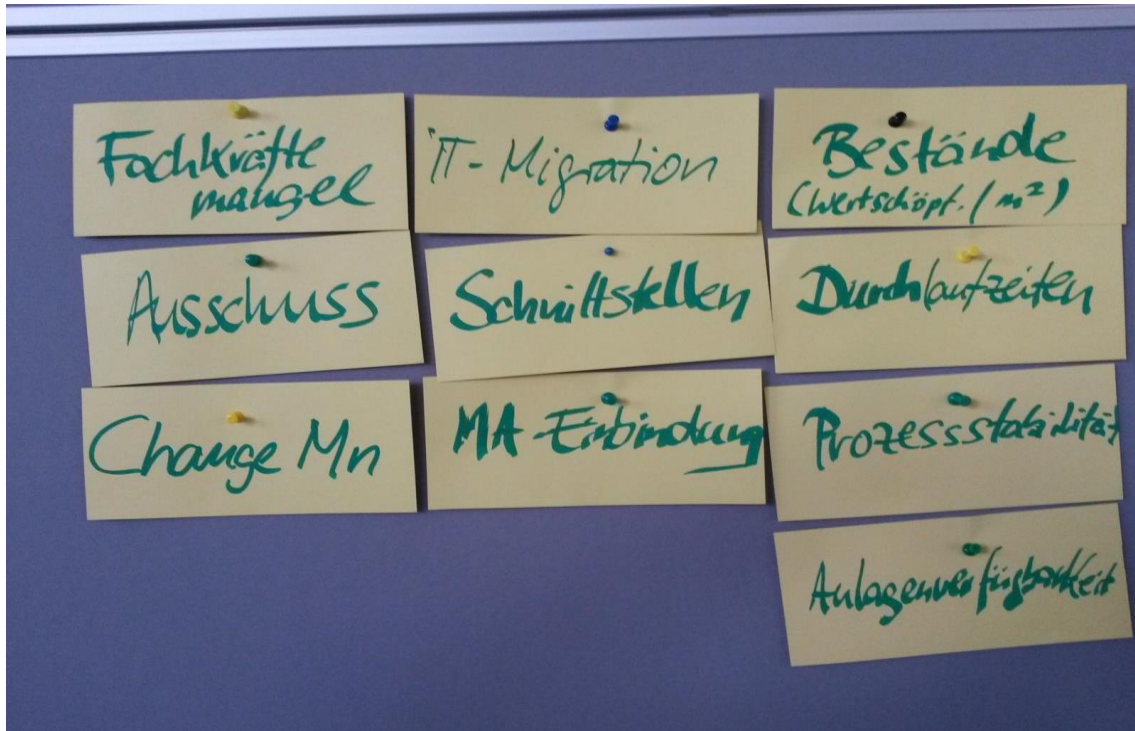 Fachkräfte
mangel
IT-Migration
Bestände
(Wertschöpf./m²)
Ausschuss
Schnittstellen
Durchlaufzeiten
Change Mn
MA-Einbindung
Prozessstabilität
Anlagenverfügbarkeit